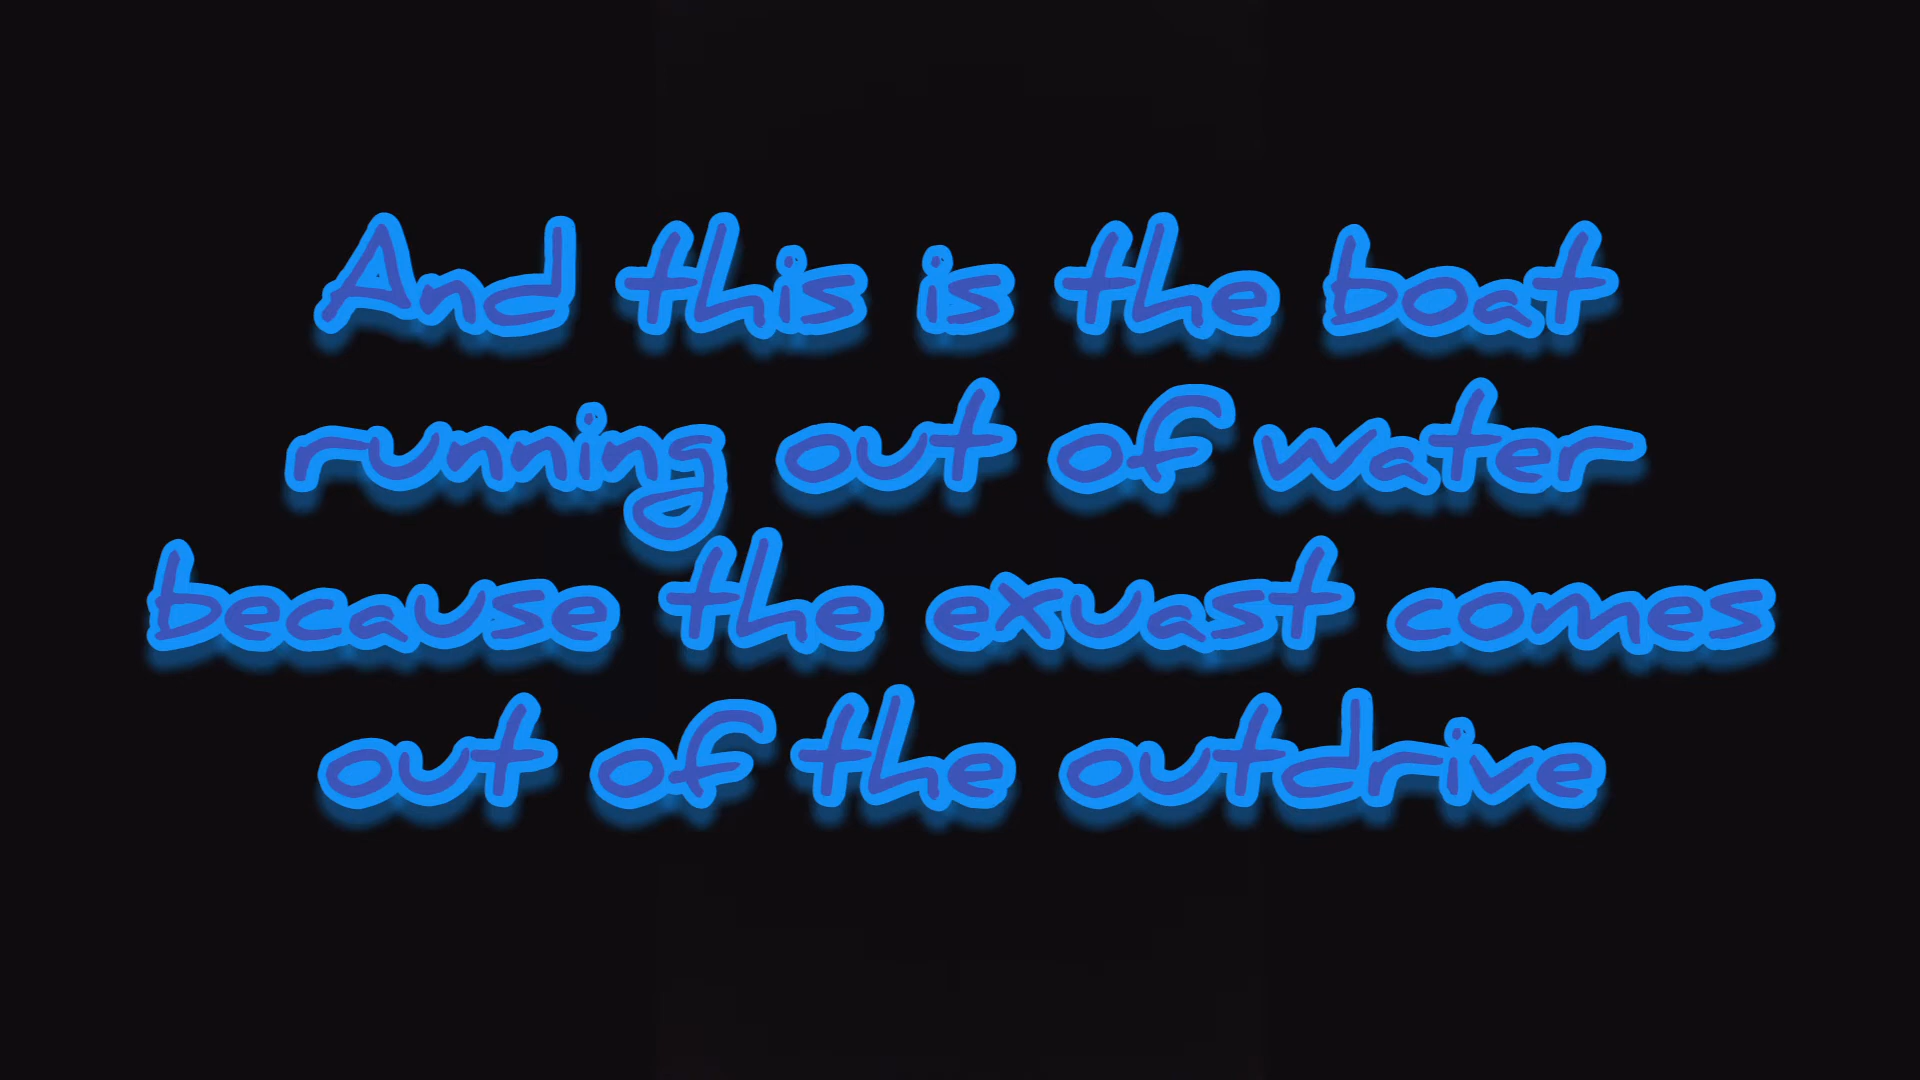 And this is the boat
running out of water
because the exuast comes
out of the outdrive